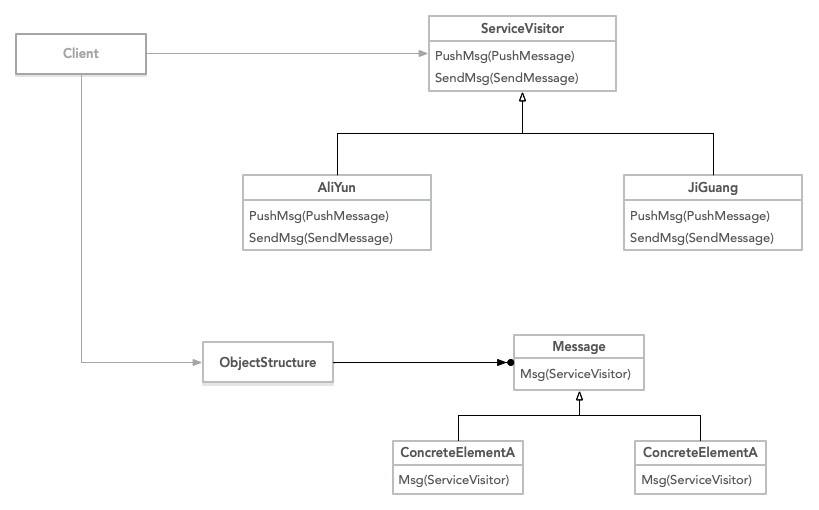 Client
ServiceVisitor
PushMsg(PushMessage)
SendMsg(SendMessage)
AliYun
PushMsg(PushMessage)
SendMsg(SendMessage)
JiGuang
PushMsg(PushMessage)
SendMsg(SendMessage)
ObjectStructure
Message
Msg(ServiceVisitor)
ConcreteElementA
Msg(ServiceVisitor)
ConcreteElementA
Msg(ServiceVisitor)